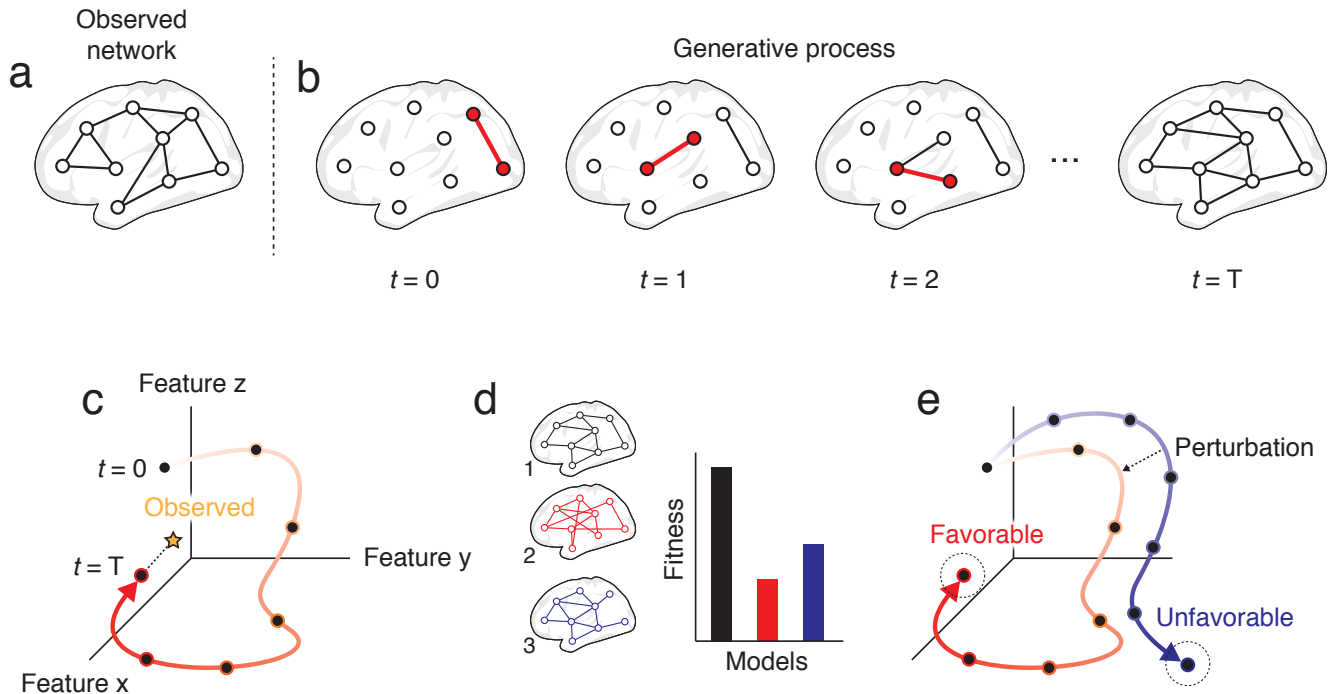 Observed
network
a
b
Generative process
...
t = 0
t = 1
t = 2
t = T
c
Feature z
t = 0
Observed
t = T
Feature y
Feature x
d
1
2
3
Fitness
Models
e
Perturbation
Favorable
Unfavorable